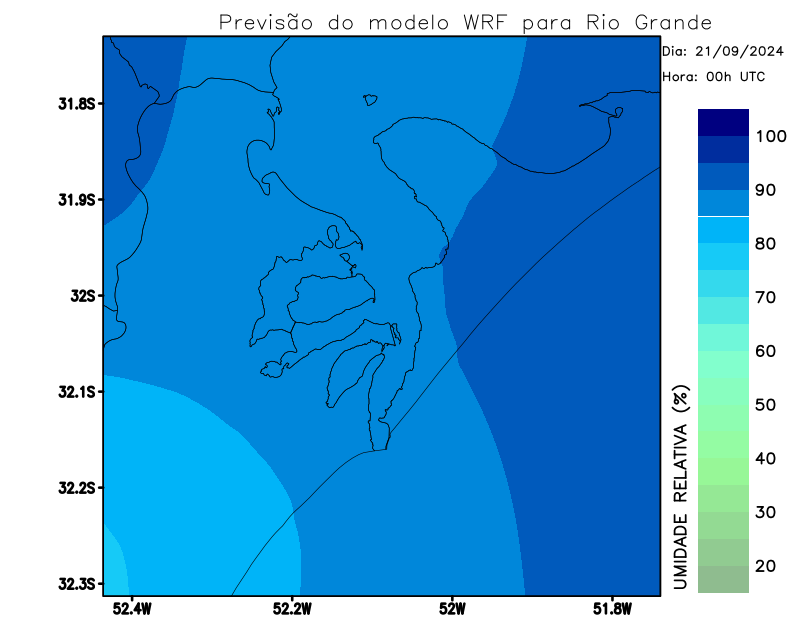 Previsão do modelo WRF para Rio Grande
Dia: 21/09/2024
Hora: 00h UTC
31.8S
31.9S
32S
32.1S
32.2S
32.3S
52.4W
52.2W
52W
51.8W
UMIDADE RELATIVA (%)
100
90
80
70
60
50
40
30
20